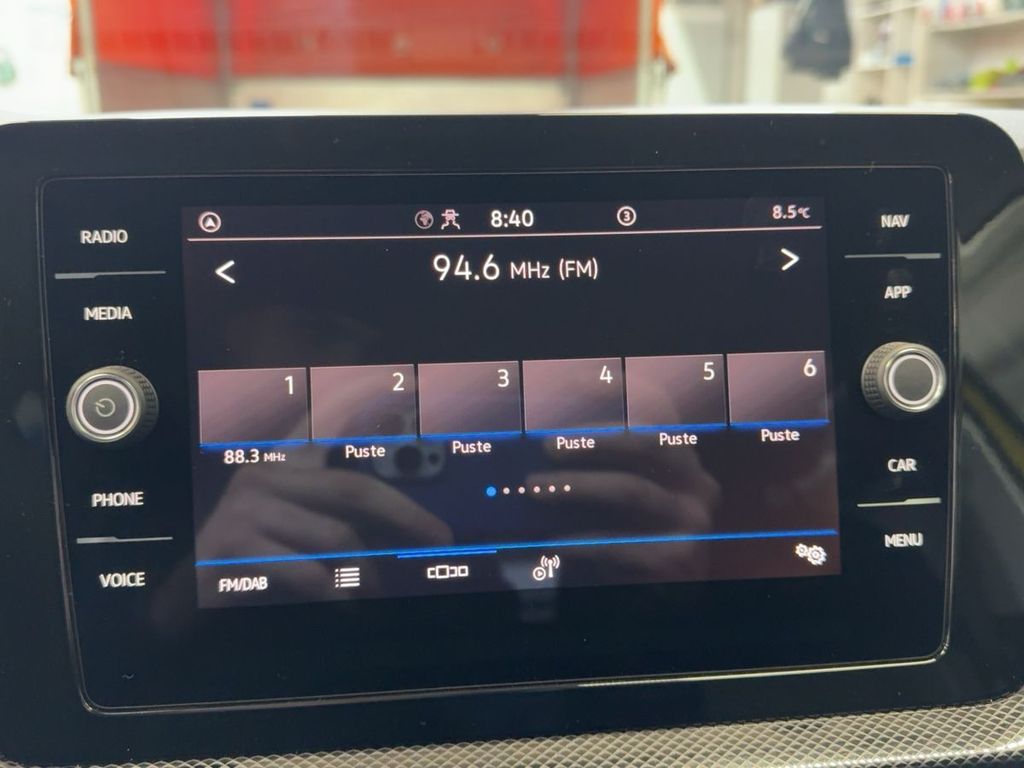 RADIO
MEDIA
PHONE
VOICE
8:40
3
8.5°C
94.6 MHz (FM)
1
2
3
4
5
6
88.3 MHz
Puste
Puste
Puste
Puste
Puste
FM/DAB
NAV
APP
CAR
MENU